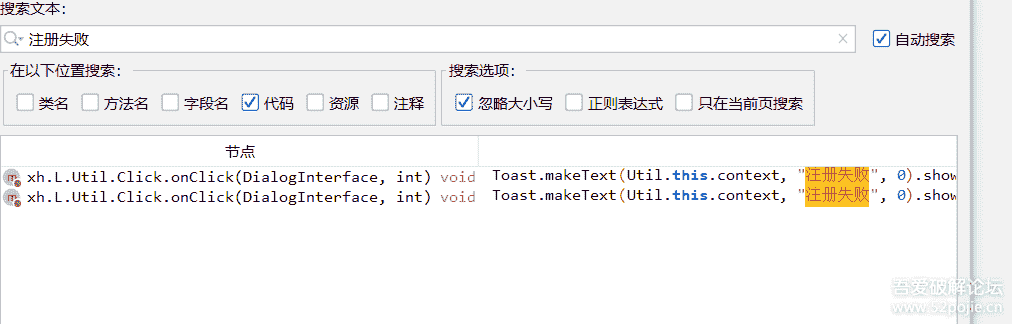 搜索文本：
注册失败
自动搜索
在以下位置搜索：
搜索选项：
类名 方法名 字段名 代码 资源 注释
忽略大小写 正则表达式 只在当前页搜索
节点
xh.L.Util.Click.onClick(DialogInterface, int) void Toast.makeText(Util.this.context, "注册失败", 0).show
xh.L.Util.Click.onClick(DialogInterface, int) void Toast.makeText(Util.this.context, "注册失败", 0).show
吾爱破解论坛
www.52pojie.cn